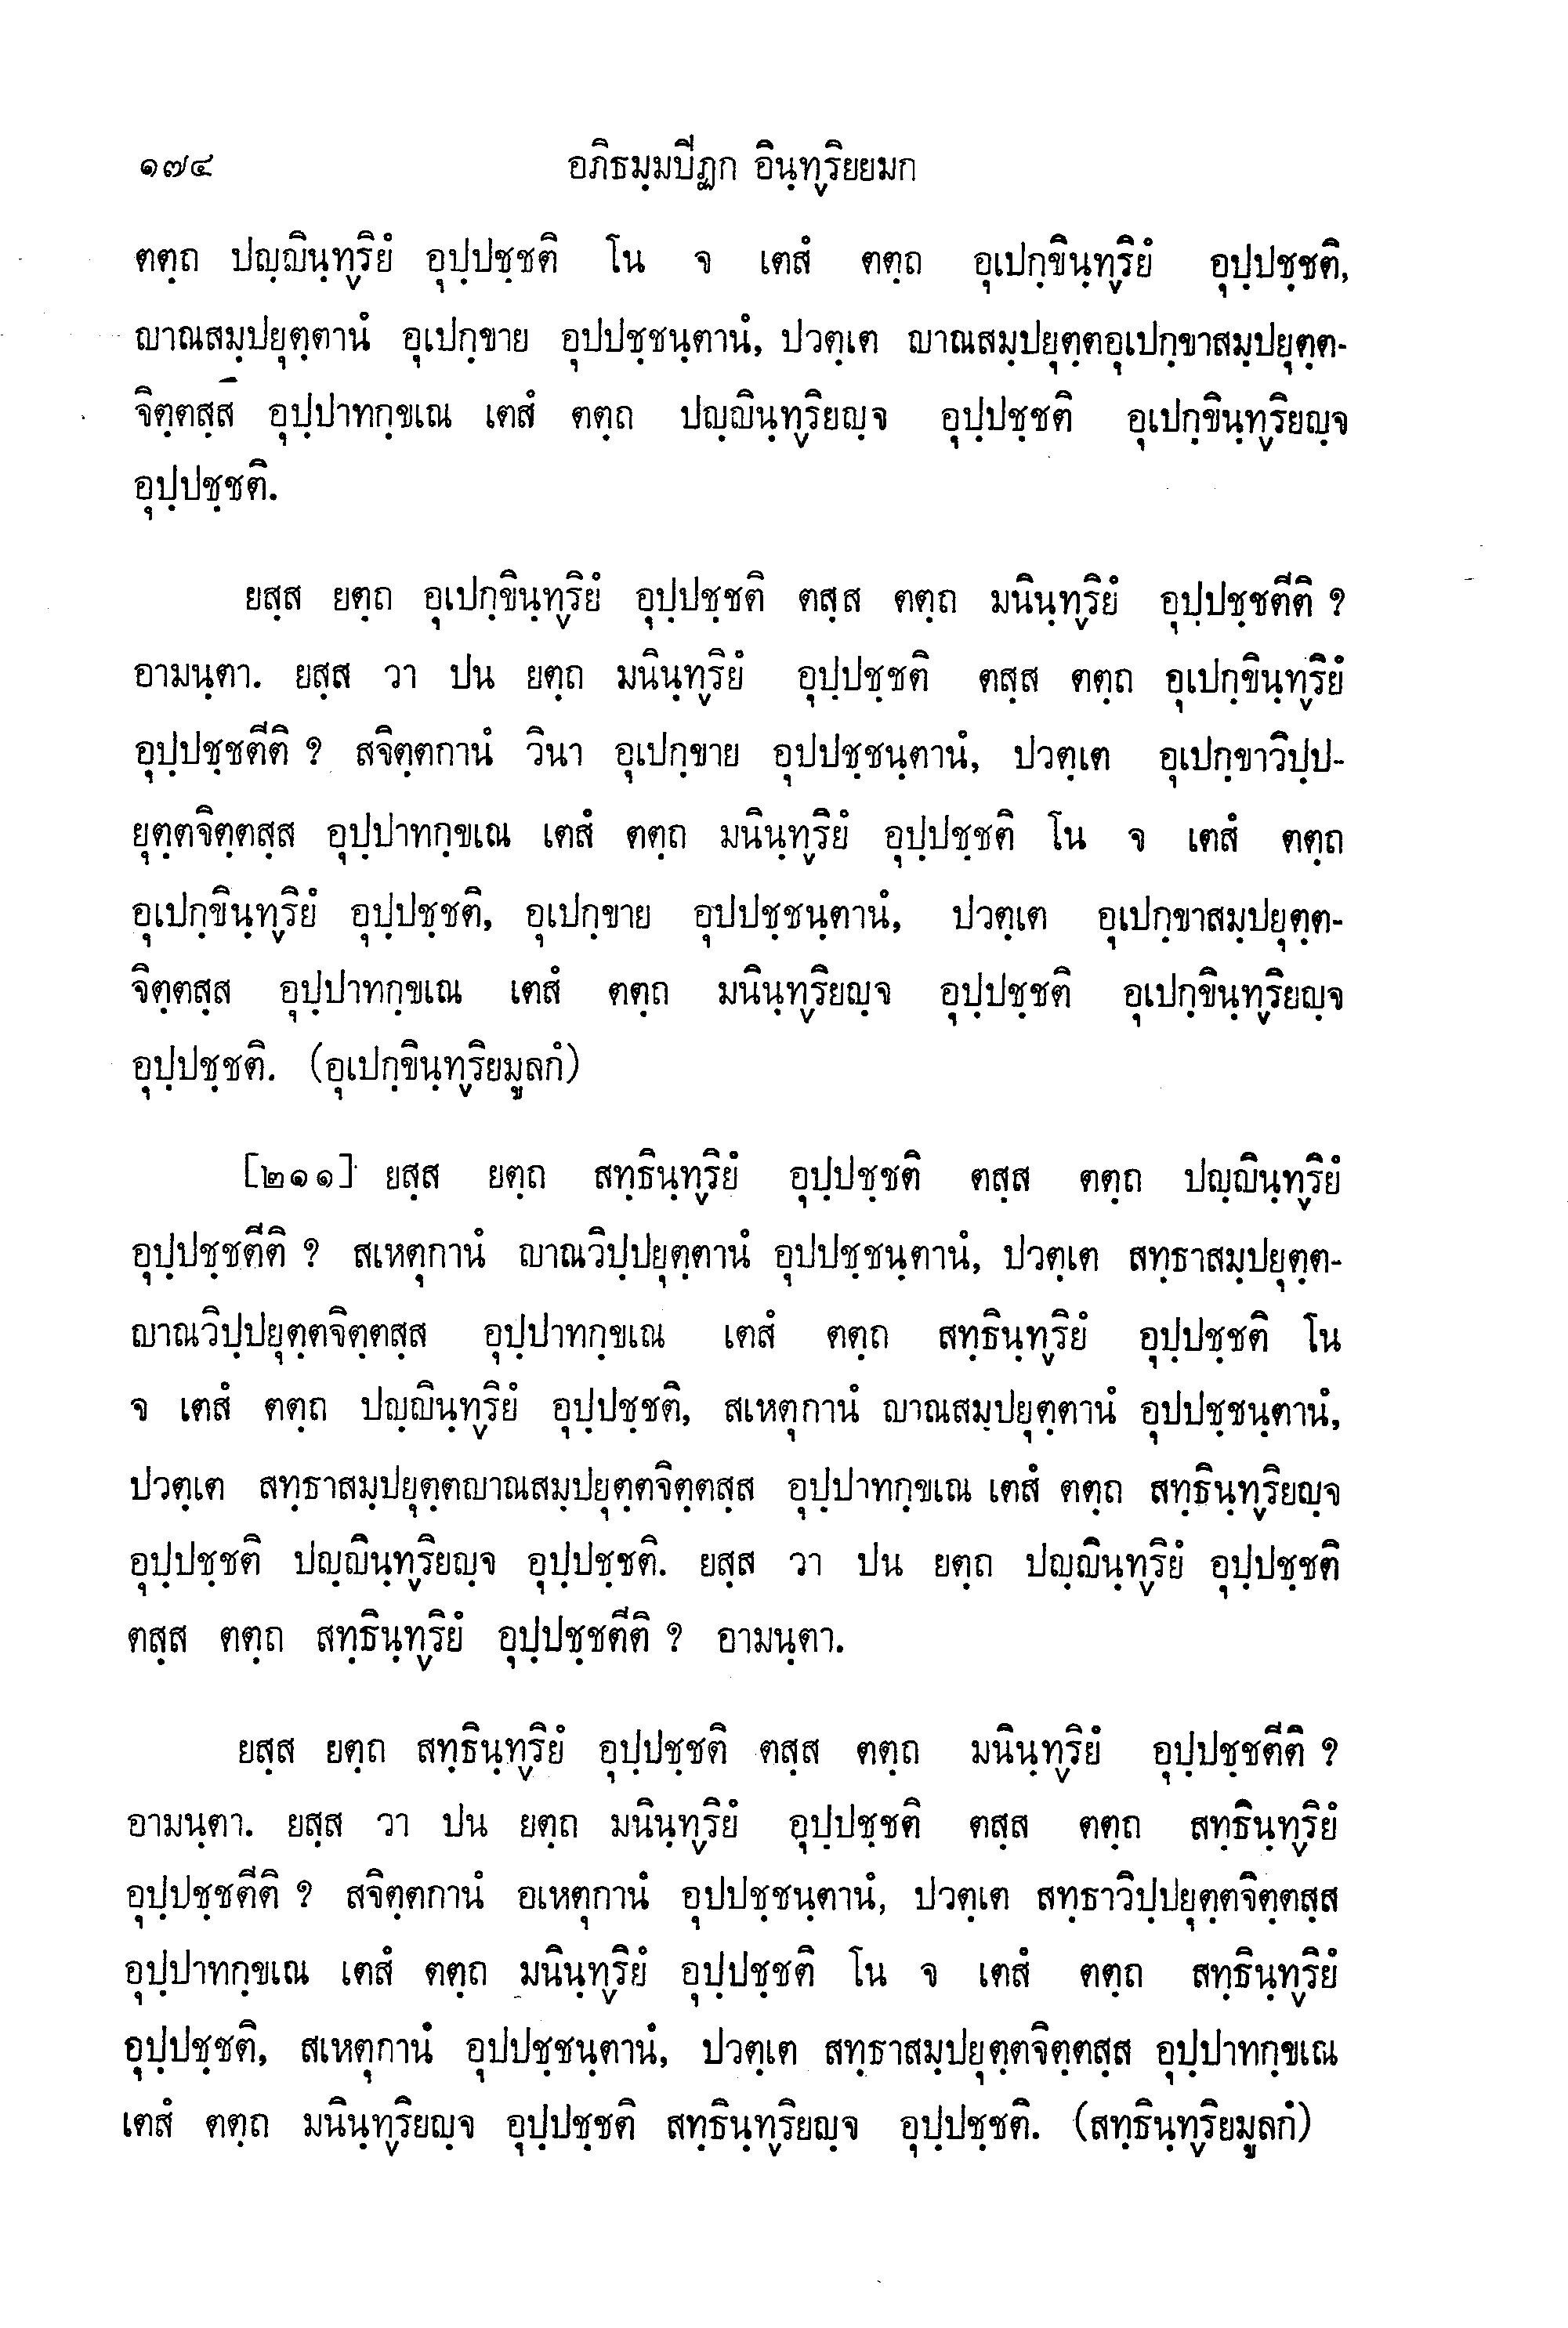 ๑๗๔ อภิธมฺมปิฏก อินฺทฺริยยมก
ตตฺถ ปญฺญินฺทฺริยํ อุปฺปชฺชติ โน จ เตสํ ตตฺถ อุเปกฺขินฺทฺริยํ อุปฺปชฺชติ,
ญาณสมฺปยุตฺตานํ อุเปกฺขาย อุปปชฺชนฺตานํ, ปวตฺเต ญาณสมฺปยุตฺตอุเปกฺขาสมฺปยุตฺต-
จิตฺตสฺส อุปฺปาทกฺขเณ เตสํ ตตฺถ ปญฺญินฺทฺริยญฺจ อุปฺปชฺชติ อุเปกฺขินฺทฺริยญฺจ
อุปฺปชฺชติ.
ยสฺส ยตฺถ อุเปกฺขินฺทฺริยํ อุปฺปชฺชติ ตสฺส ตตฺถ มนินฺทฺริยํ อุปฺปชฺชตีติ ?
อามนฺตา. ยสฺส วา ปน ยตฺถ มนินฺทฺริยํ อุปฺปชฺชติ ตสฺส ตตฺถ อุเปกฺขินฺทฺริยํ
อุปฺปชฺชตีติ ? สจิตฺตกานํ วินา อุเปกฺขาย อุปปชฺชนฺตานํ, ปวตฺเต อุเปกฺขาวิปฺป-
ยุตฺตจิตฺตสฺส อุปฺปาทกฺขเณ เตสํ ตตฺถ มนินฺทฺริยํ อุปฺปชฺชติ โน จ เตสํ ตตฺถ
อุเปกฺขินฺทฺริยํ อุปฺปชฺชติ, อุเปกฺขาย อุปปชฺชนฺตานํ, ปวตฺเต อุเปกฺขาสมฺปยุตฺต-
จิตฺตสฺส อุปฺปาทกฺขเณ เตสํ ตตฺถ มนินฺทฺริยญฺจ อุปฺปชฺชติ อุเปกฺขินฺทฺริยญฺจ
อุปฺปชฺชติ. (อุเปกฺขินฺทฺริยมูลกํ)
[๒๑๑] ยสฺส ยตฺถ สทฺธินฺทฺริยํ อุปฺปชฺชติ ตสฺส ตตฺถ ปญฺญินฺทฺริยํ
อุปฺปชฺชตีติ ? สเหตุกานํ ญาณวิปฺปยุตฺตานํ อุปปชฺชนฺตานํ, ปวตฺเต สทฺธาสมฺปยุตฺต-
ญาณวิปฺปยุตฺตจิตฺตสฺส อุปฺปาทกฺขเณ เตสํ ตตฺถ สทฺธินฺทฺริยํ อุปฺปชฺชติ โน
จ เตสํ ตตฺถ ปญฺญินฺทฺริยํ อุปฺปชฺชติ, สเหตุกานํ ญาณสมฺปยุตฺตานํ อุปปชฺชนฺตานํ,
ปวตฺเต สทฺธาสมฺปยุตฺตญาณสมฺปยุตฺตจิตฺตสฺส อุปฺปาทกฺขเณ เตสํ ตตฺถ สทฺธินฺทฺริยญฺจ
อุปฺปชฺชติ ปญฺญินฺทฺริยญฺจ อุปฺปชฺชติ. ยสฺส วา ปน ยตฺถ ปญฺญินฺทฺริยํ อุปฺปชฺชติ
ตสฺส ตตฺถ สทฺธินฺทฺริยํ อุปฺปชฺชตีติ ? อามนฺตา.
ยสฺส ยตฺถ สทฺธินฺทฺริยํ อุปฺปชฺชติ ตสฺส ตตฺถ มนินฺทฺริยํ อุปฺปชฺชตีติ ?
อามนฺตา. ยสฺส วา ปน ยตฺถ มนินฺทฺริยํ อุปฺปชฺชติ ตสฺส ตตฺถ สทฺธินฺทฺริยํ
อุปฺปชฺชตีติ ? สจิตฺตกานํ อเหตุกานํ อุปปชฺชนฺตานํ, ปวตฺเต สทฺธาวิปฺปยุตฺตจิตฺตสฺส
อุปฺปาทกฺขเณ เตสํ ตตฺถ มนินฺทฺริยํ อุปฺปชฺชติ โน จ เตสํ ตตฺถ สทฺธินฺทฺริยํ
อุปฺปชฺชติ, สเหตุกานํ อุปปชฺชนฺตานํ, ปวตฺเต สทฺธาสมฺปยุตฺตจิตฺตสฺส อุปฺปาทกฺขเณ
เตสํ ตตฺถ มนินฺทฺริยญฺจ อุปฺปชฺชติ สทฺธินฺทฺริยญฺจ อุปฺปชฺชติ. (สทฺธินฺทฺริยมูลกํ)